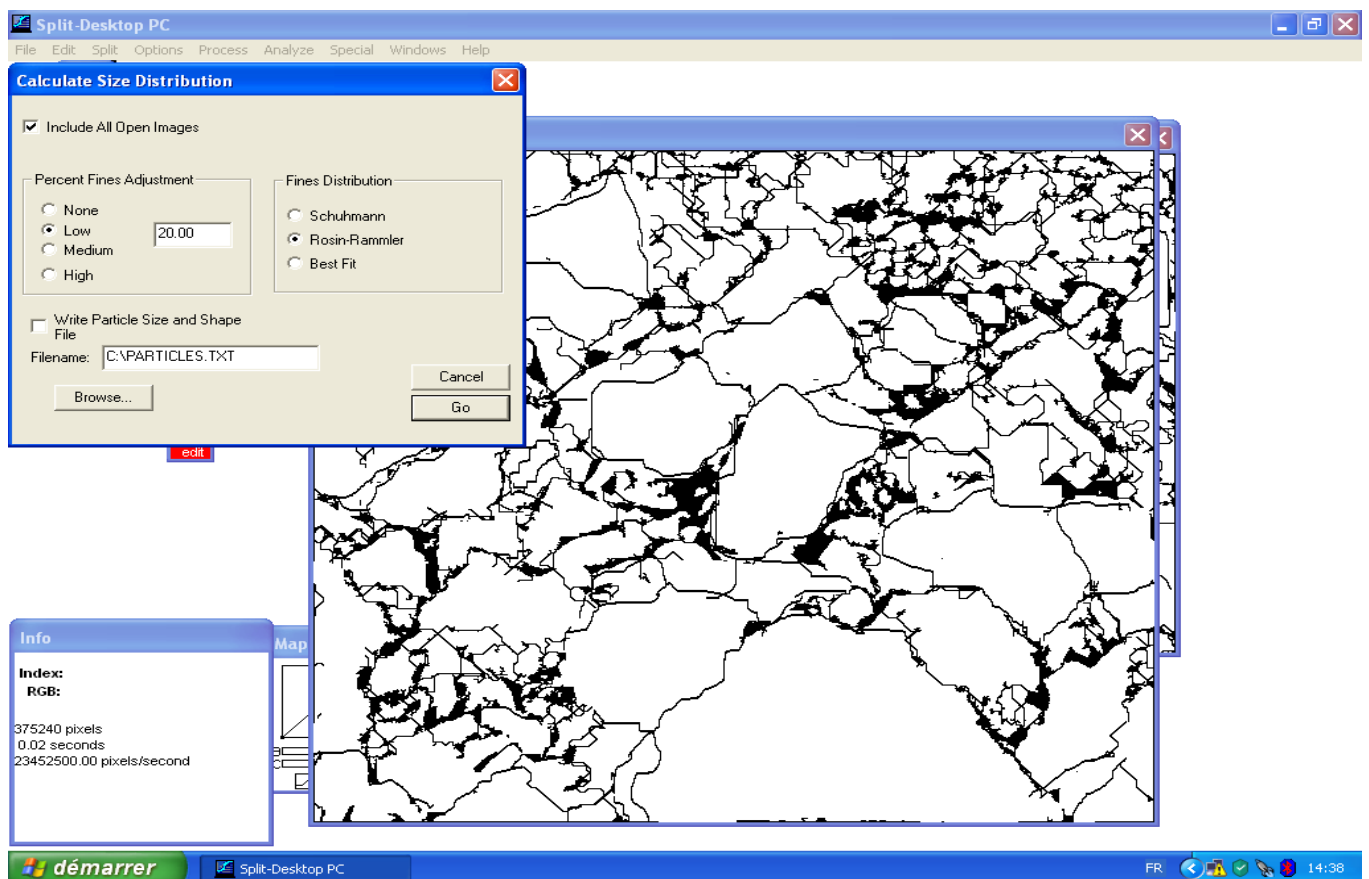 Split-Desktop PC
File Edit Split Options Process Analyze Special Windows Help
Calculate Size Distribution
Include All Open Images
Percent Fines Adjustment
None
Low
20.00
Medium
High
Fines Distribution
Schuhmann
Rosin-Rammler
Best Fit
Write Particle Size and Shape
File
Filename: C:\PARTICLES.TXT
Browse...
Cancel
Go
edit
Info
Index:
RGB:
375240 pixels
0.02 seconds
23452500.00 pixels/second
Map
démarrer
Split-Desktop PC
FR
14:38